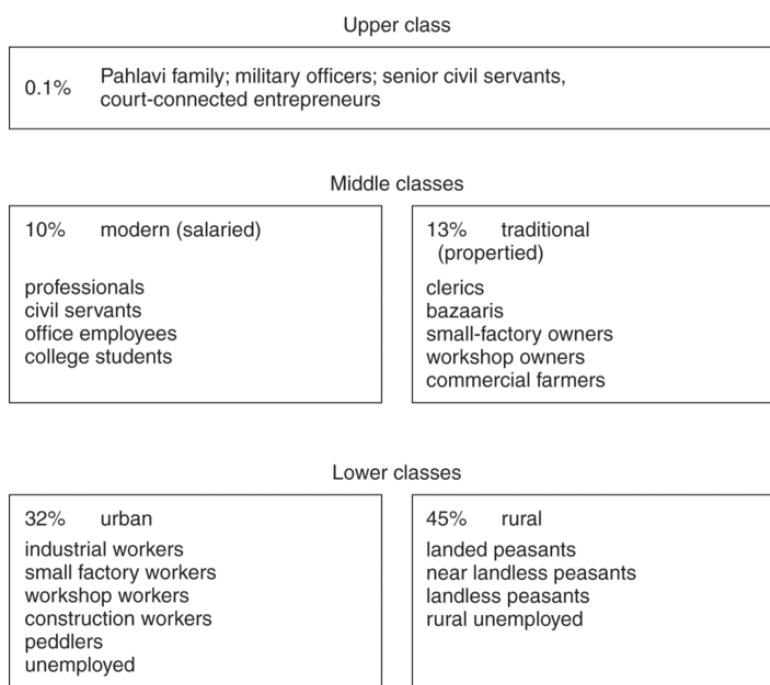 Upper class
0.1% Pahlavi family; military officers; senior civil servants,
court-connected entrepreneurs
Middle classes
10% modern (salaried)
professionals
civil servants
office employees
college students
13% traditional
(propertied)
clerics
bazaaris
small-factory owners
workshop owners
commercial farmers
Lower classes
32% urban
industrial workers
small factory workers
workshop workers
construction workers
peddlers
unemployed
45% rural
landed peasants
near landless peasants
landless peasants
rural unemployed